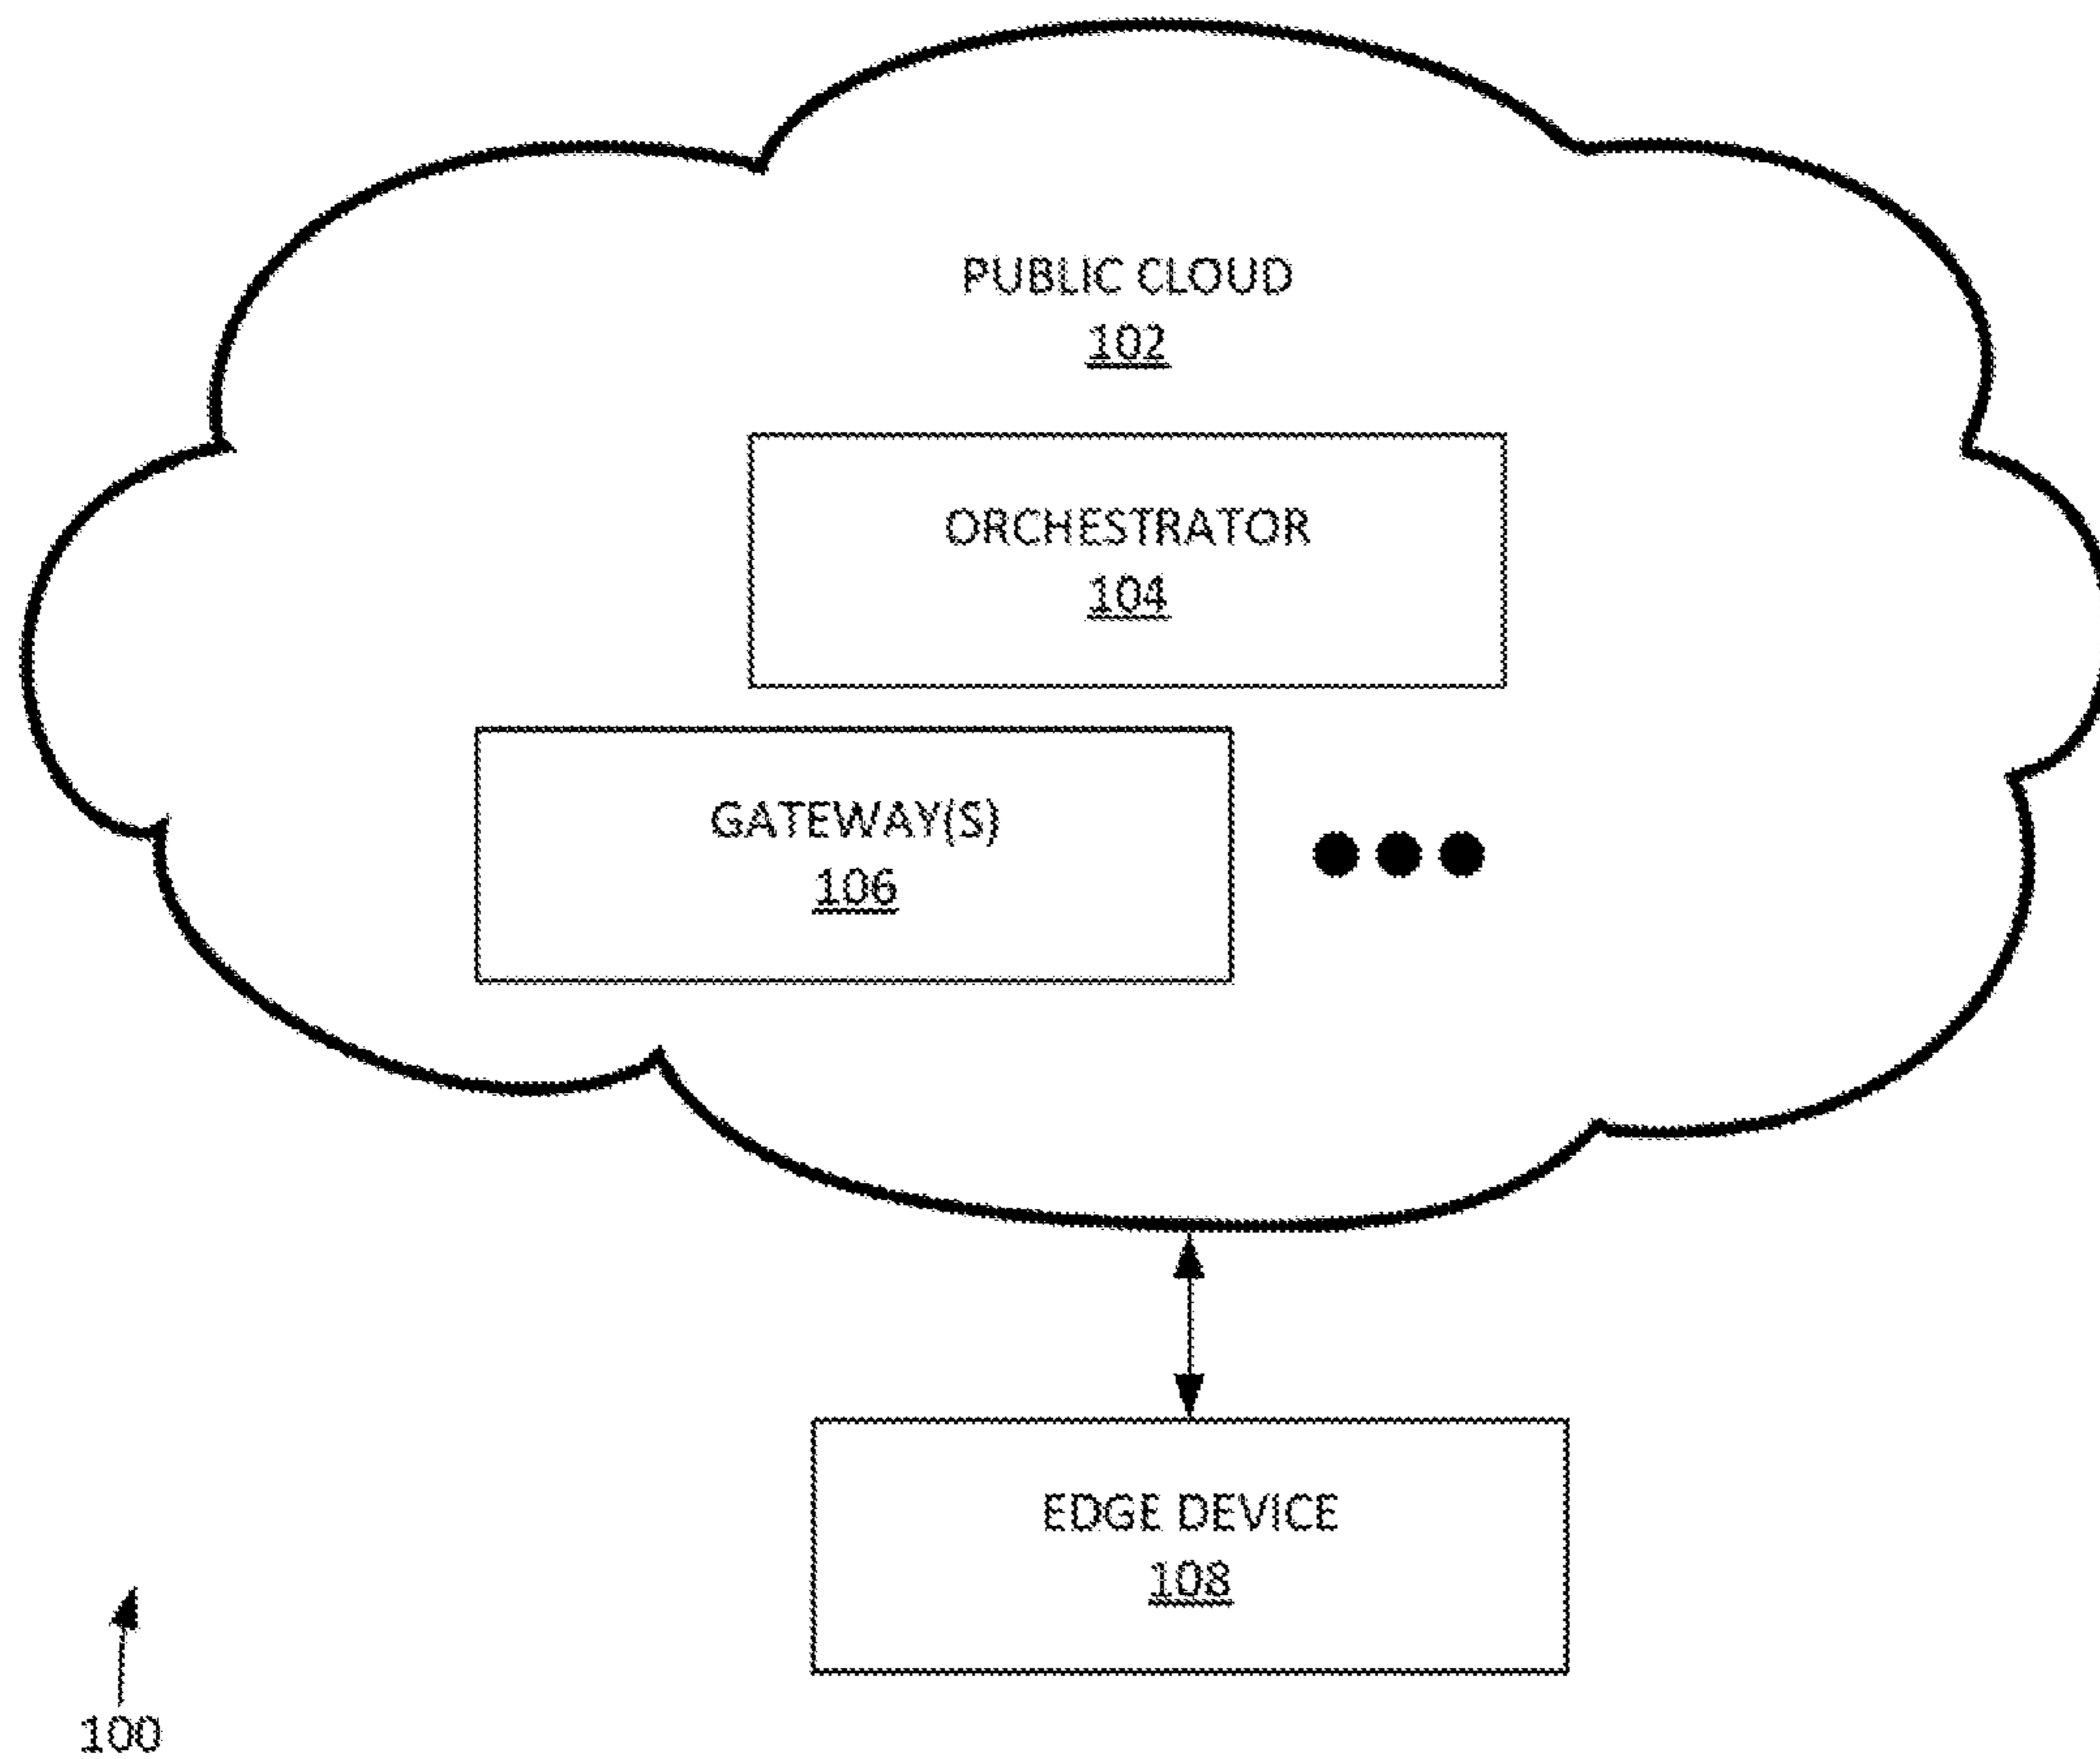 PUBLIC CLOUD
102
ORCHESTRATOR
104
GATEWAY(S)
106
EDGE DEVICE
108
100